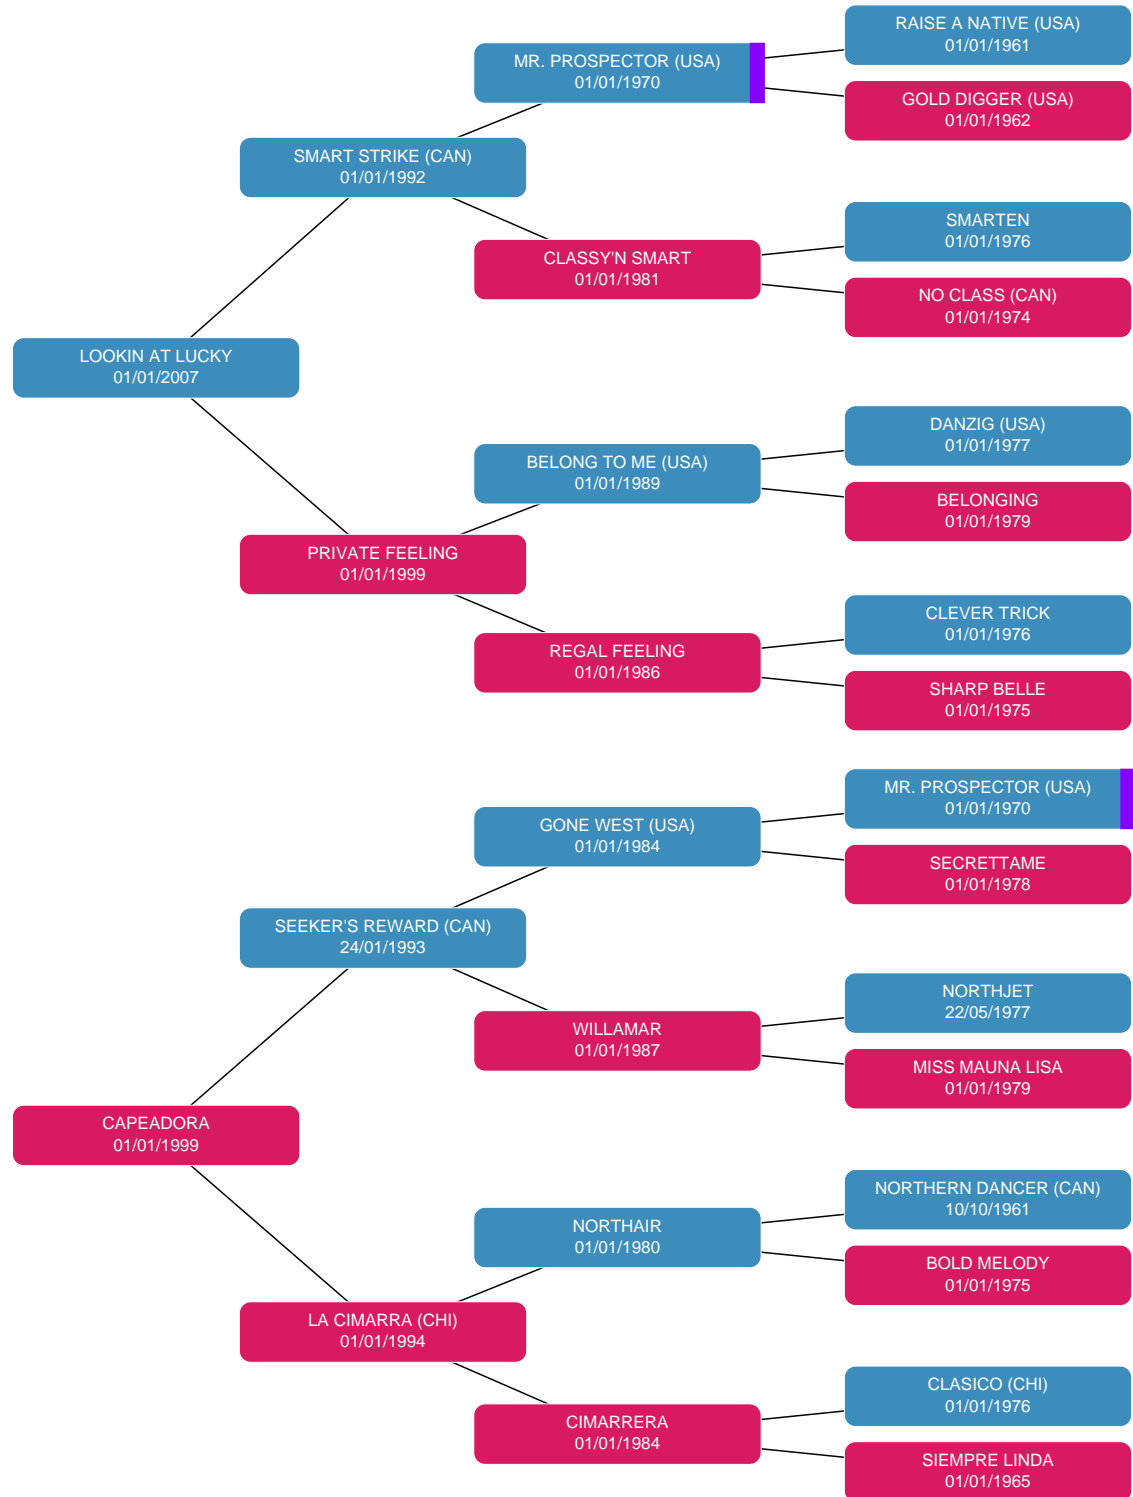 RAISE A NATIVE (USA)
01/01/1961
MR. PROSPECTOR (USA)
01/01/1970
GOLD DIGGER (USA)
01/01/1962
SMART STRIKE (CAN)
01/01/1992
SMARTEN
01/01/1976
CLASSY'N SMART
01/01/1981
NO CLASS (CAN)
01/01/1974
LOOKIN AT LUCKY
01/01/2007
DANZIG (USA)
01/01/1977
BELONG TO ME (USA)
01/01/1989
BELONGING
01/01/1979
PRIVATE FEELING
01/01/1999
CLEVER TRICK
01/01/1976
REGAL FEELING
01/01/1986
SHARP BELLE
01/01/1975
MR. PROSPECTOR (USA)
01/01/1970
GONE WEST (USA)
01/01/1984
SECRETTAME
01/01/1978
SEEKER'S REWARD (CAN)
24/01/1993
NORTHJET
22/05/1977
WILLAMAR
01/01/1987
MISS MAUNA LISA
01/01/1979
CAPEADORA
01/01/1999
NORTHERN DANCER (CAN)
10/10/1961
NORTHAIR
01/01/1980
BOLD MELODY
01/01/1975
LA CIMARRA (CHI)
01/01/1994
CLASICO (CHI)
01/01/1976
CIMARRERA
01/01/1984
SIEMPRE LINDA
01/01/1965